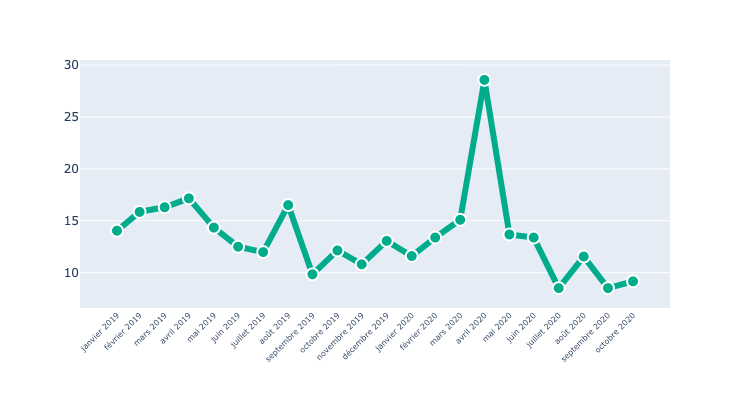 30
25
20
15
10
janvier 2019
février 2019
mars 2019
avril 2019
mai 2019
juin 2019
juillet 2019
août 2019
septembre 2019
octobre 2019
novembre 2019
décembre 2019
janvier 2020
février 2020
mars 2020
avril 2020
mai 2020
juin 2020
juillet 2020
août 2020
septembre 2020
octobre 2020